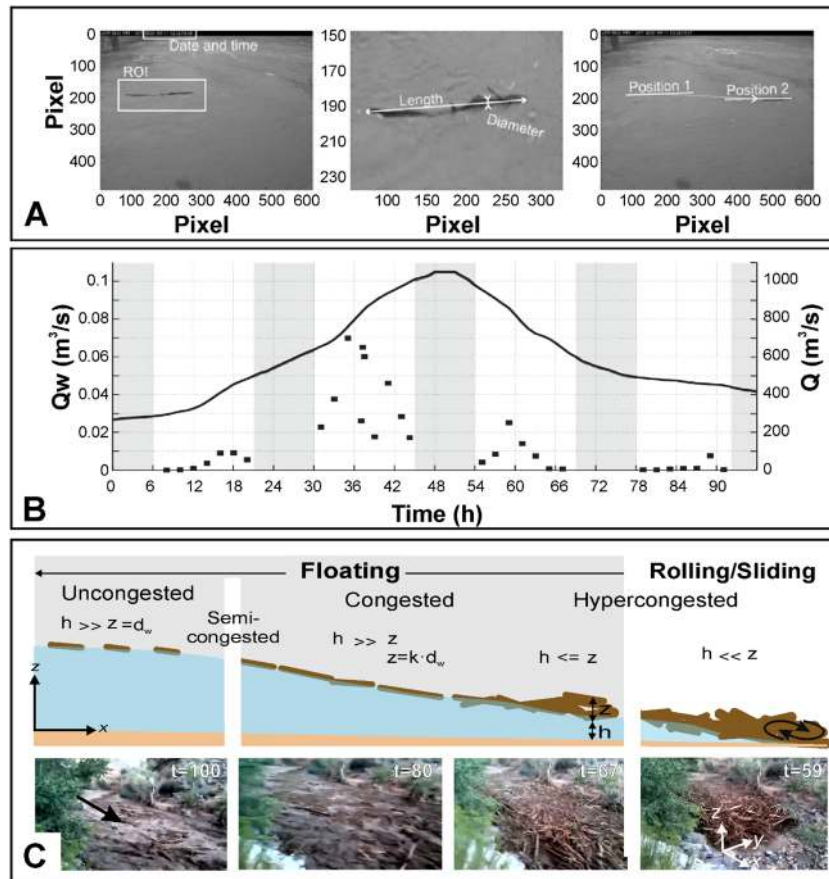 0
100
200
300
400
Pixel
Date and time
ROI
0 100 200 300 400 500 600
Pixel
150
170
190
210
230
Length
Diameter
100 150 200 250 300
Pixel
0
100
200
300
400
Position 1
Position 2
0 100 200 300 400 500 600
Pixel
A
Qw (m³/s)
0.1
0.08
0.06
0.04
0.02
0
1000
800
600
400
200
0
Q (m³/s)
0 6 12 18 24 30 36 42 48 54 60 66 72 78 84 90
Time (h)
B
Floating
Rolling/Sliding
Uncongested
Semi-
congested
Congested
Hypercongested
h >> z =d_w
h >> z
z=k·d_w
h <= z
h << z
z
x
z
h
t=100
t=80
t=67
t=59
z
y
x
C